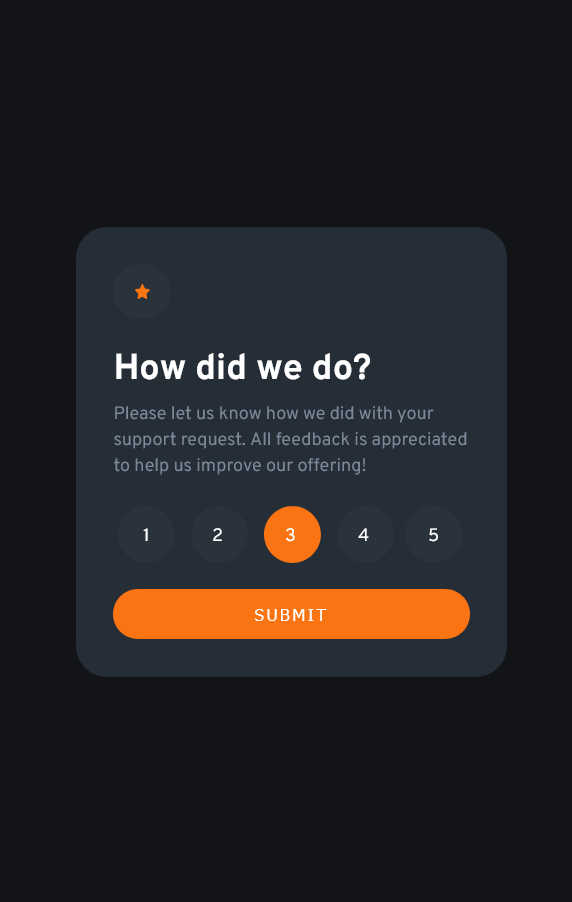 How did we do?
Please let us know how we did with your
support request. All feedback is appreciated
to help us improve our offering!
1 2 3 4 5
SUBMIT